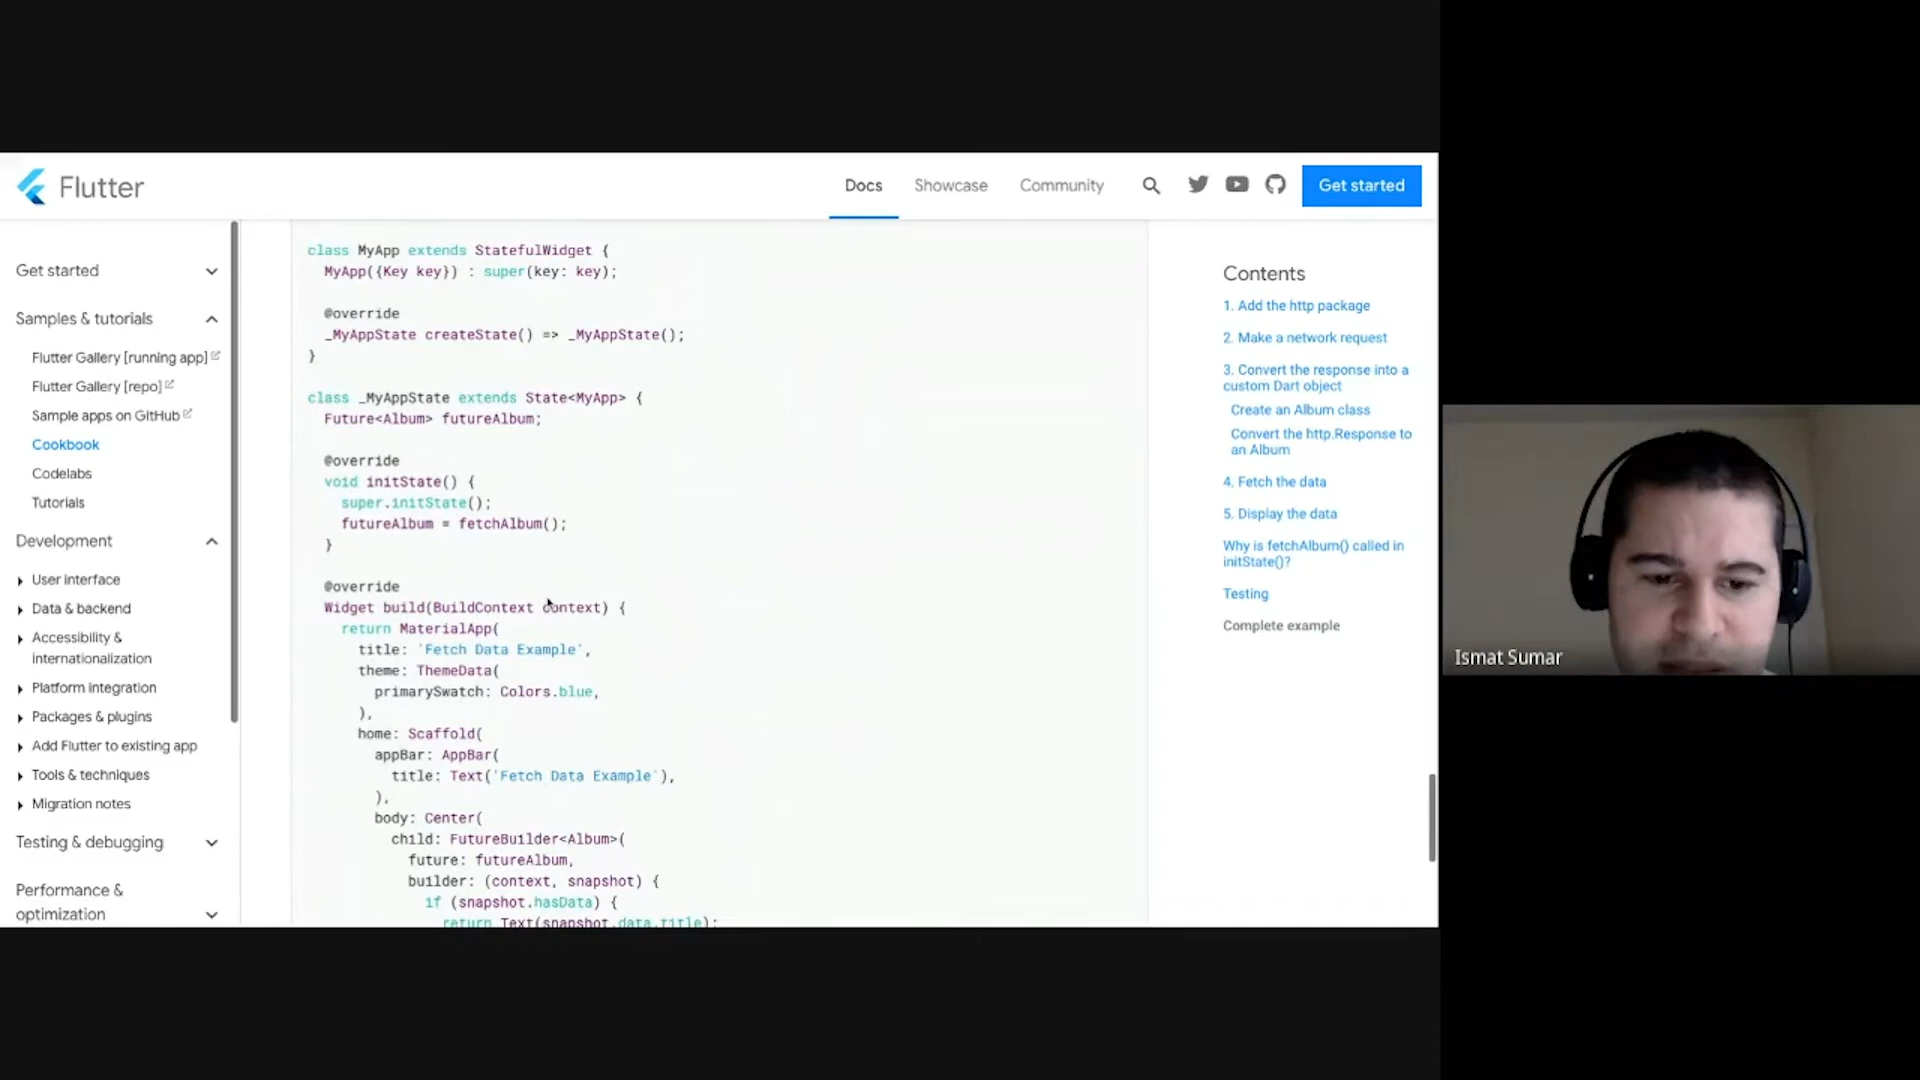 Flutter
Docs
Showcase
Community
Get started
Get started
Samples & tutorials
Flutter Gallery [running app]
Flutter Gallery [repo]
Sample apps on GitHub
Cookbook
Codelabs
Tutorials
Development
User interface
Data & backend
Accessibility &
internationalization
Platform integration
Packages & plugins
Add Flutter to existing app
Tools & techniques
Migration notes
Testing & debugging
Performance &
optimization
class MyApp extends StatefulWidget {
MyApp({Key key}) : super(key: key);
@override
_MyAppState createState() => _MyAppState();
}
class _MyAppState extends State<MyApp> {
Future<Album> futureAlbum;
@override
void initState() {
super.initState();
futureAlbum = fetchAlbum();
}
@override
Widget build(BuildContext context) {
return MaterialApp(
title: 'Fetch Data Example',
theme: ThemeData(
primarySwatch: Colors.blue,
),
home: Scaffold(
appBar: AppBar(
title: Text('Fetch Data Example'),
),
body: Center(
child: FutureBuilder<Album>(
future: futureAlbum,
builder: (context, snapshot) {
if (snapshot.hasData) {
return Text(snapshot.data.title);
Contents
1. Add the http package
2. Make a network request
3. Convert the response into a
custom Dart object
Create an Album class
Convert the http.Response to
an Album
4. Fetch the data
5. Display the data
Why is fetchAlbum() called in
initState()?
Testing
Complete example
Ismat Sumar